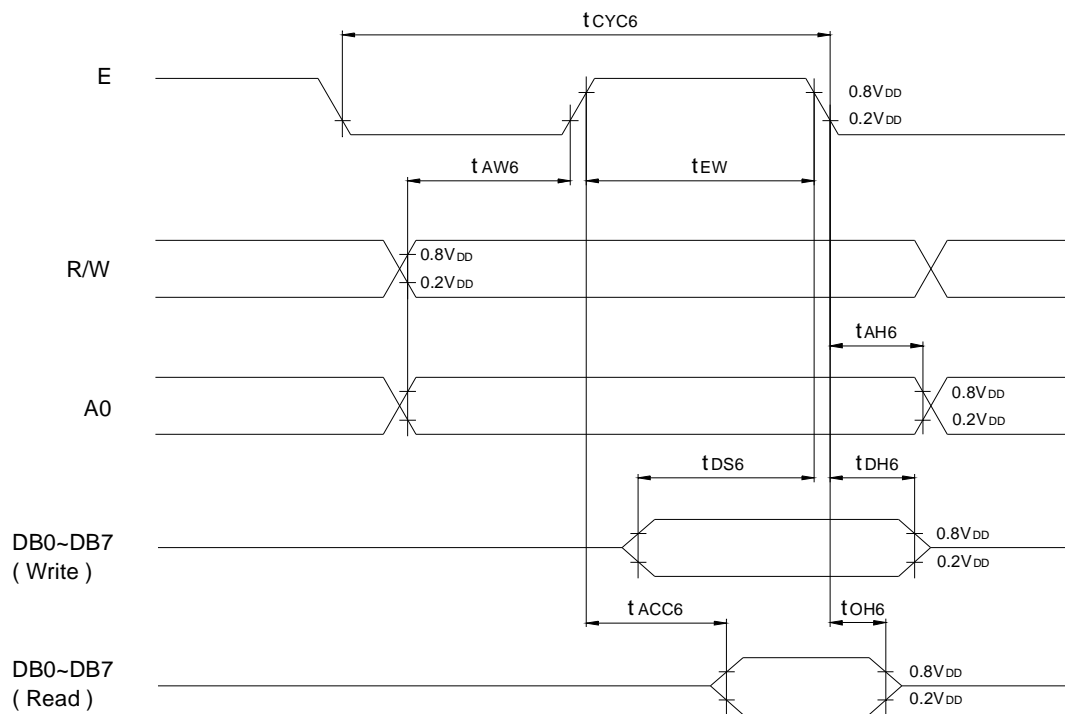 tCYC6
E
0.8VDD
0.2VDD
tAW6
tEW
R/W
0.8VDD
0.2VDD
tAH6
A0
0.8VDD
0.2VDD
tDS6
tDH6
DB0~DB7
( Write )
0.8VDD
0.2VDD
tACC6
tOH6
DB0~DB7
( Read )
0.8VDD
0.2VDD